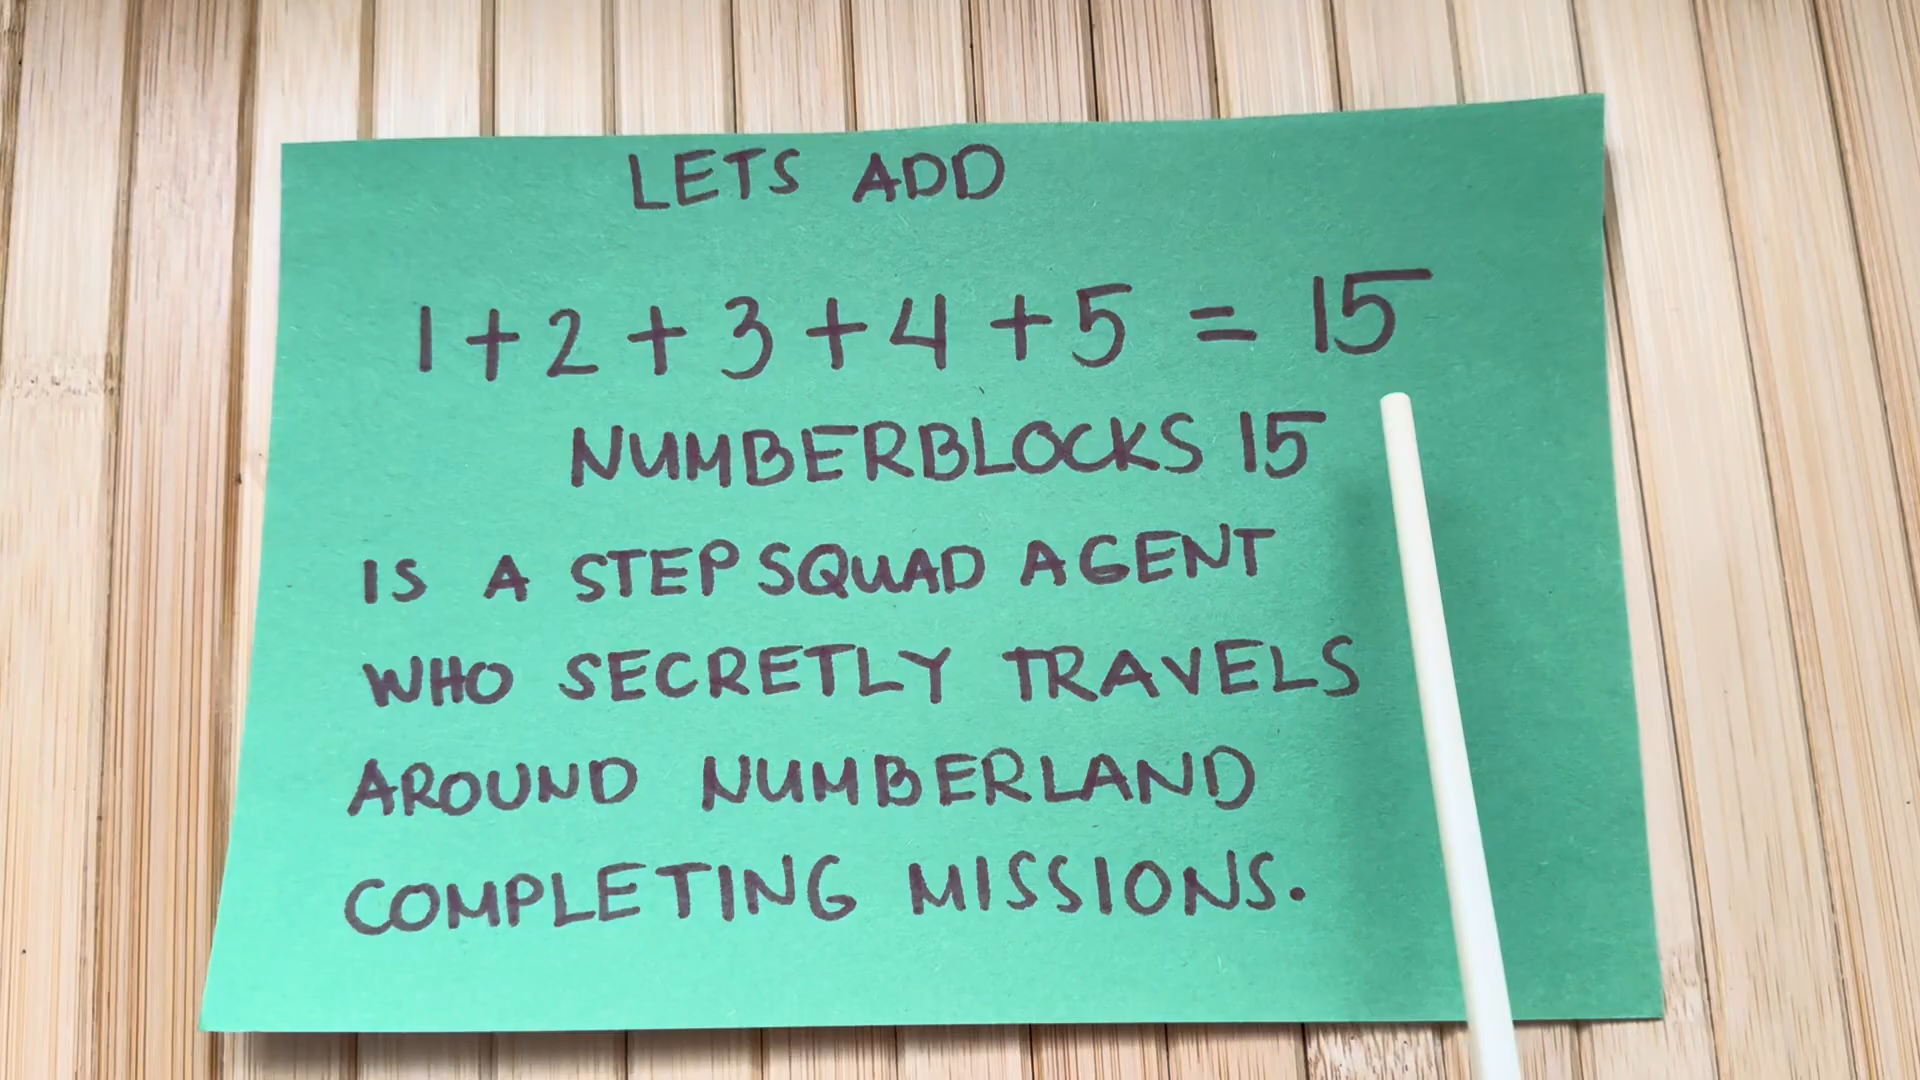 LETS ADD
1+2+3+4+5 = 15
NUMBERBLOCKS 15
IS A STEP SQUAD AGENT
WHO SECRETLY TRAVELS
AROUND NUMBERLAND
COMPLETING MISSIONS.